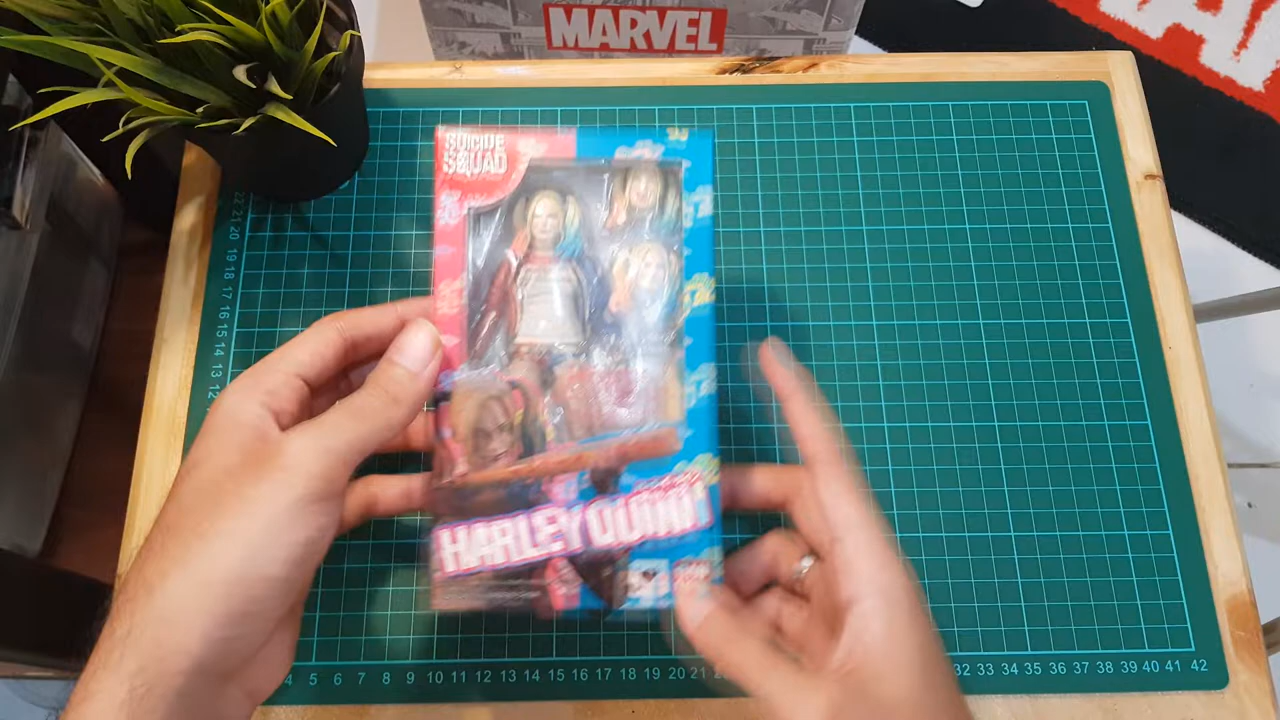 MARVEL
SUICIDE
SQUAD
22 21 20 19 18 17 16 15 14 13 12
HARLEY QUINN
4 5 6 7 8 9 10 11 12 13 14 15 16 17 18 19 20 21
32 33 34 35 36 37 38 39 40 41 42